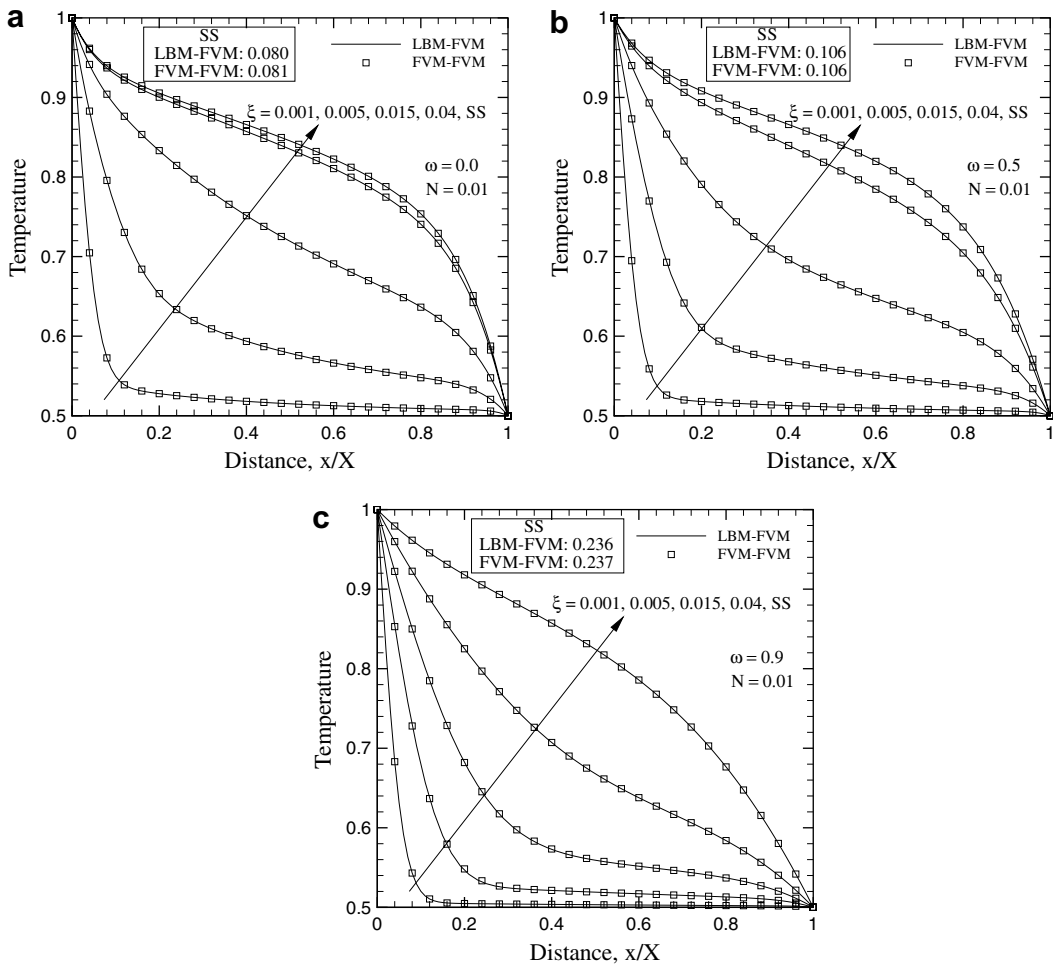 a
SS
LBM-FVM: 0.080
FVM-FVM: 0.081
LBM-FVM
FVM-FVM
ξ = 0.001, 0.005, 0.015, 0.04, SS
ω = 0.0
N = 0.01
Temperature
1
0.9
0.8
0.7
0.6
0.5
0
0.2
0.4
0.6
0.8
1
Distance, x/X
b
SS
LBM-FVM: 0.106
FVM-FVM: 0.106
LBM-FVM
FVM-FVM
ξ = 0.001, 0.005, 0.015, 0.04, SS
ω = 0.5
N = 0.01
Temperature
1
0.9
0.8
0.7
0.6
0.5
0
0.2
0.4
0.6
0.8
1
Distance, x/X
c
SS
LBM-FVM: 0.236
FVM-FVM: 0.237
LBM-FVM
FVM-FVM
ξ = 0.001, 0.005, 0.015, 0.04, SS
ω = 0.9
N = 0.01
Temperature
1
0.9
0.8
0.7
0.6
0.5
0
0.2
0.4
0.6
0.8
1
Distance, x/X